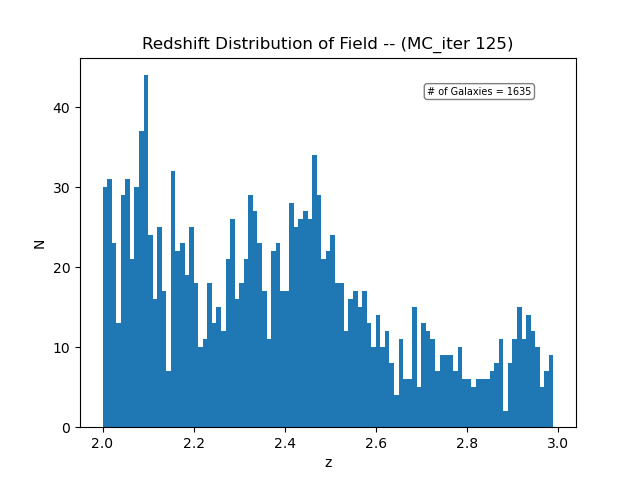 Redshift Distribution of Field -- (MC_iter 125)
# of Galaxies = 1635
N
40
30
20
10
0
2.0 2.2 2.4 2.6 2.8 3.0
z